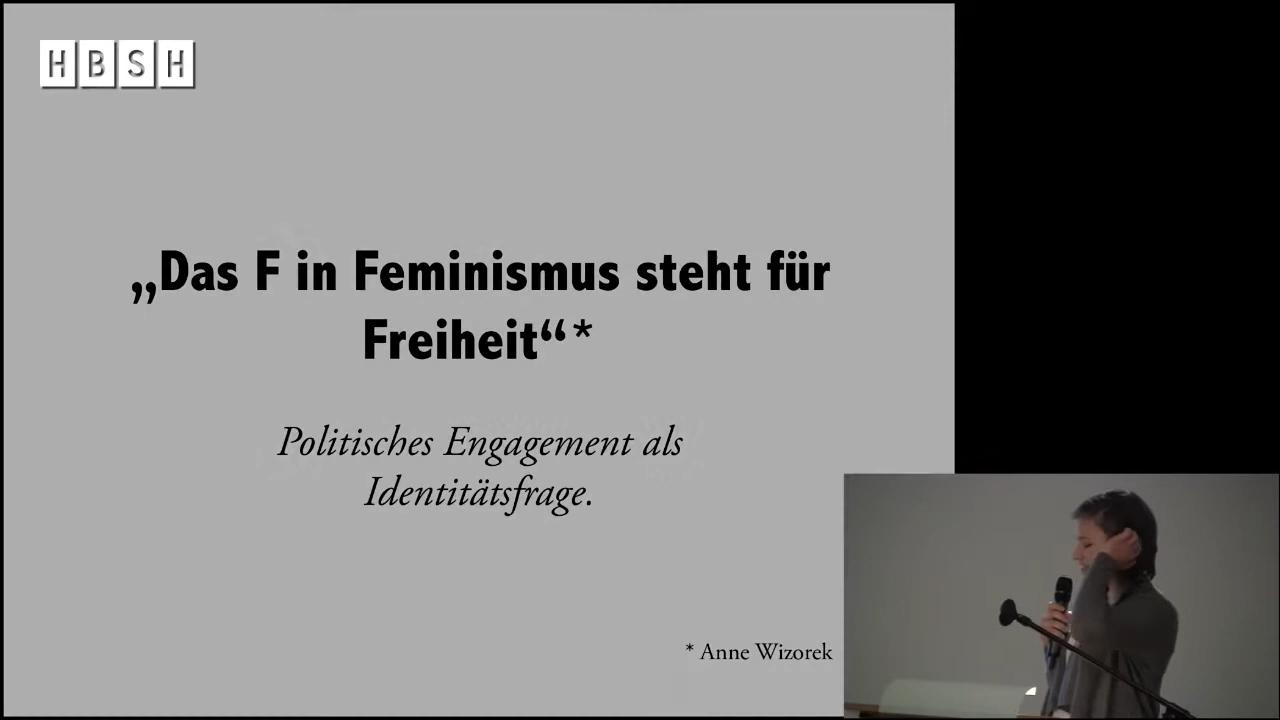 HBSH
„Das F in Feminismus steht für
Freiheit“*
Politisches Engagement als
Identitätsfrage.
* Anne Wizorek